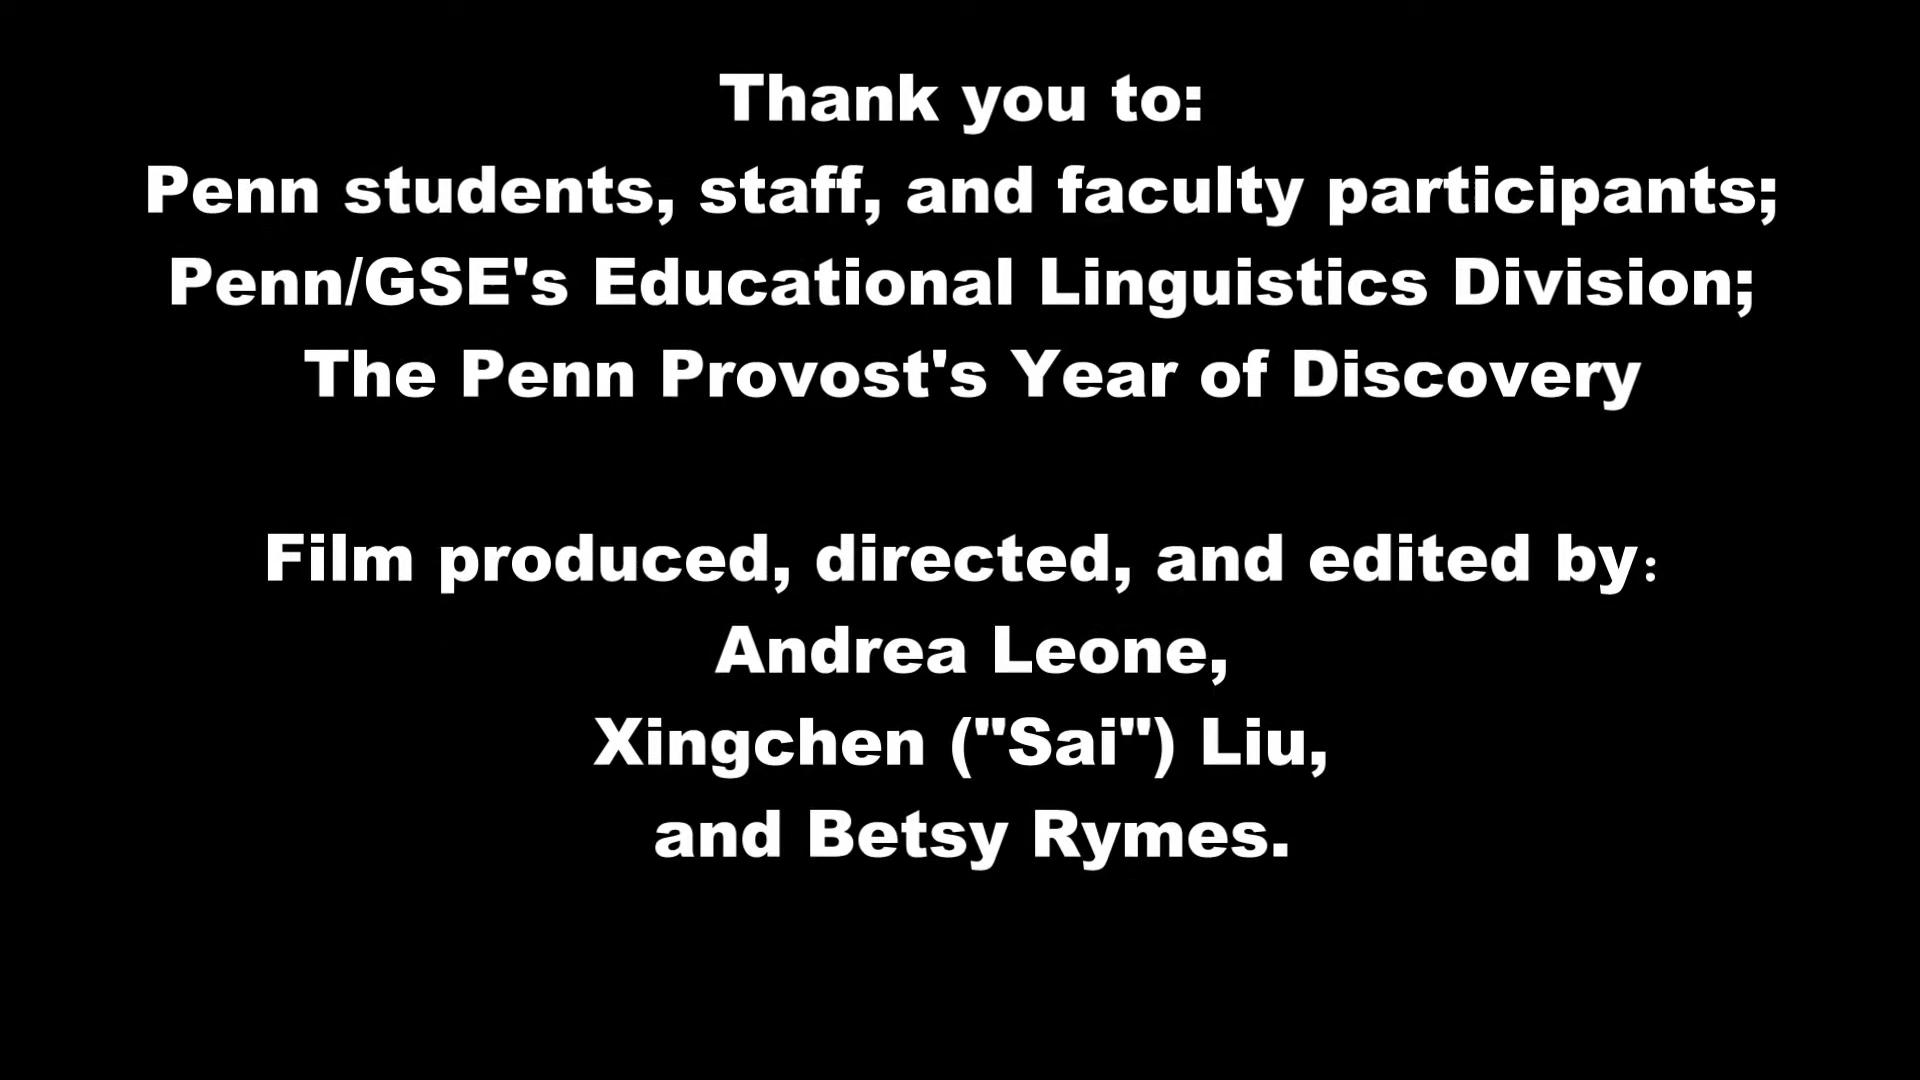 Thank you to:
Penn students, staff, and faculty participants;
Penn/GSE's Educational Linguistics Division;
The Penn Provost's Year of Discovery
Film produced, directed, and edited by：
Andrea Leone,
Xingchen ("Sai") Liu,
and Betsy Rymes.